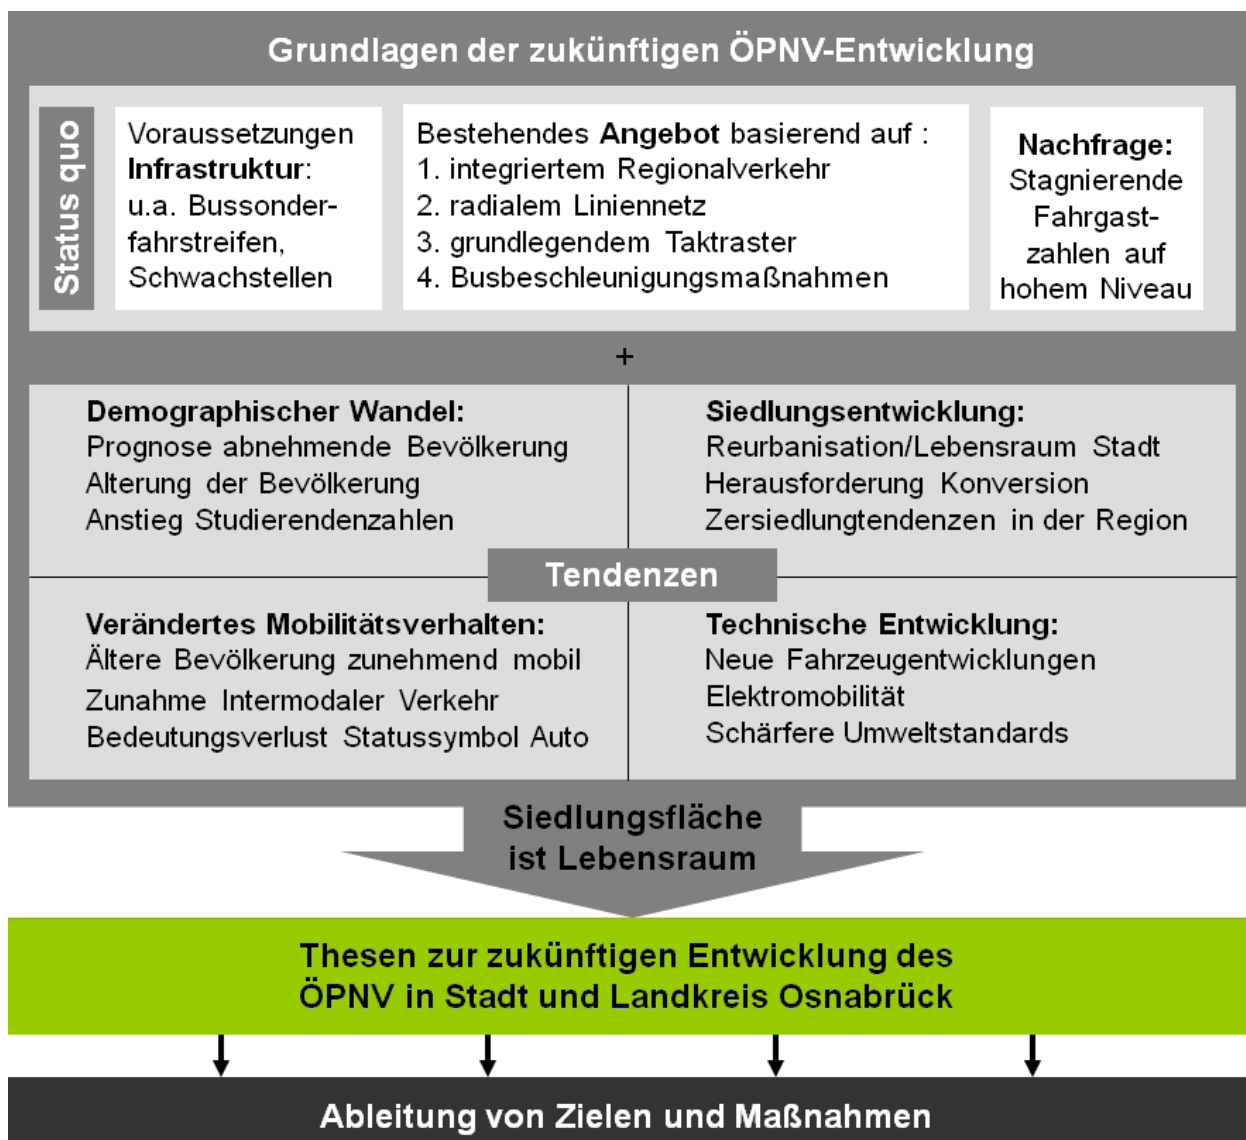 Grundlagen der zukünftigen ÖPNV-Entwicklung
Status quo
Voraussetzungen
Infrastruktur:
u.a. Bussonder-
fahrstreifen,
Schwachstellen
Bestehendes Angebot basierend auf :
1. integriertem Regionalverkehr
2. radialem Liniennetz
3. grundlegendem Taktraster
4. Busbeschleunigungsmaßnahmen
Nachfrage:
Stagnierende
Fahrgast-
zahlen auf
hohem Niveau
+
Demographischer Wandel:
Prognose abnehmende Bevölkerung
Alterung der Bevölkerung
Anstieg Studierendenzahlen
Siedlungsentwicklung:
Reurbanisation/Lebensraum Stadt
Herausforderung Konversion
Zersiedlungtendenzen in der Region
Tendenzen
Verändertes Mobilitätsverhalten:
Ältere Bevölkerung zunehmend mobil
Zunahme Intermodaler Verkehr
Bedeutungsverlust Statussymbol Auto
Technische Entwicklung:
Neue Fahrzeugentwicklungen
Elektromobilität
Schärfere Umweltstandards
Siedlungsfläche
ist Lebensraum
Thesen zur zukünftigen Entwicklung des
ÖPNV in Stadt und Landkreis Osnabrück
Ableitung von Zielen und Maßnahmen